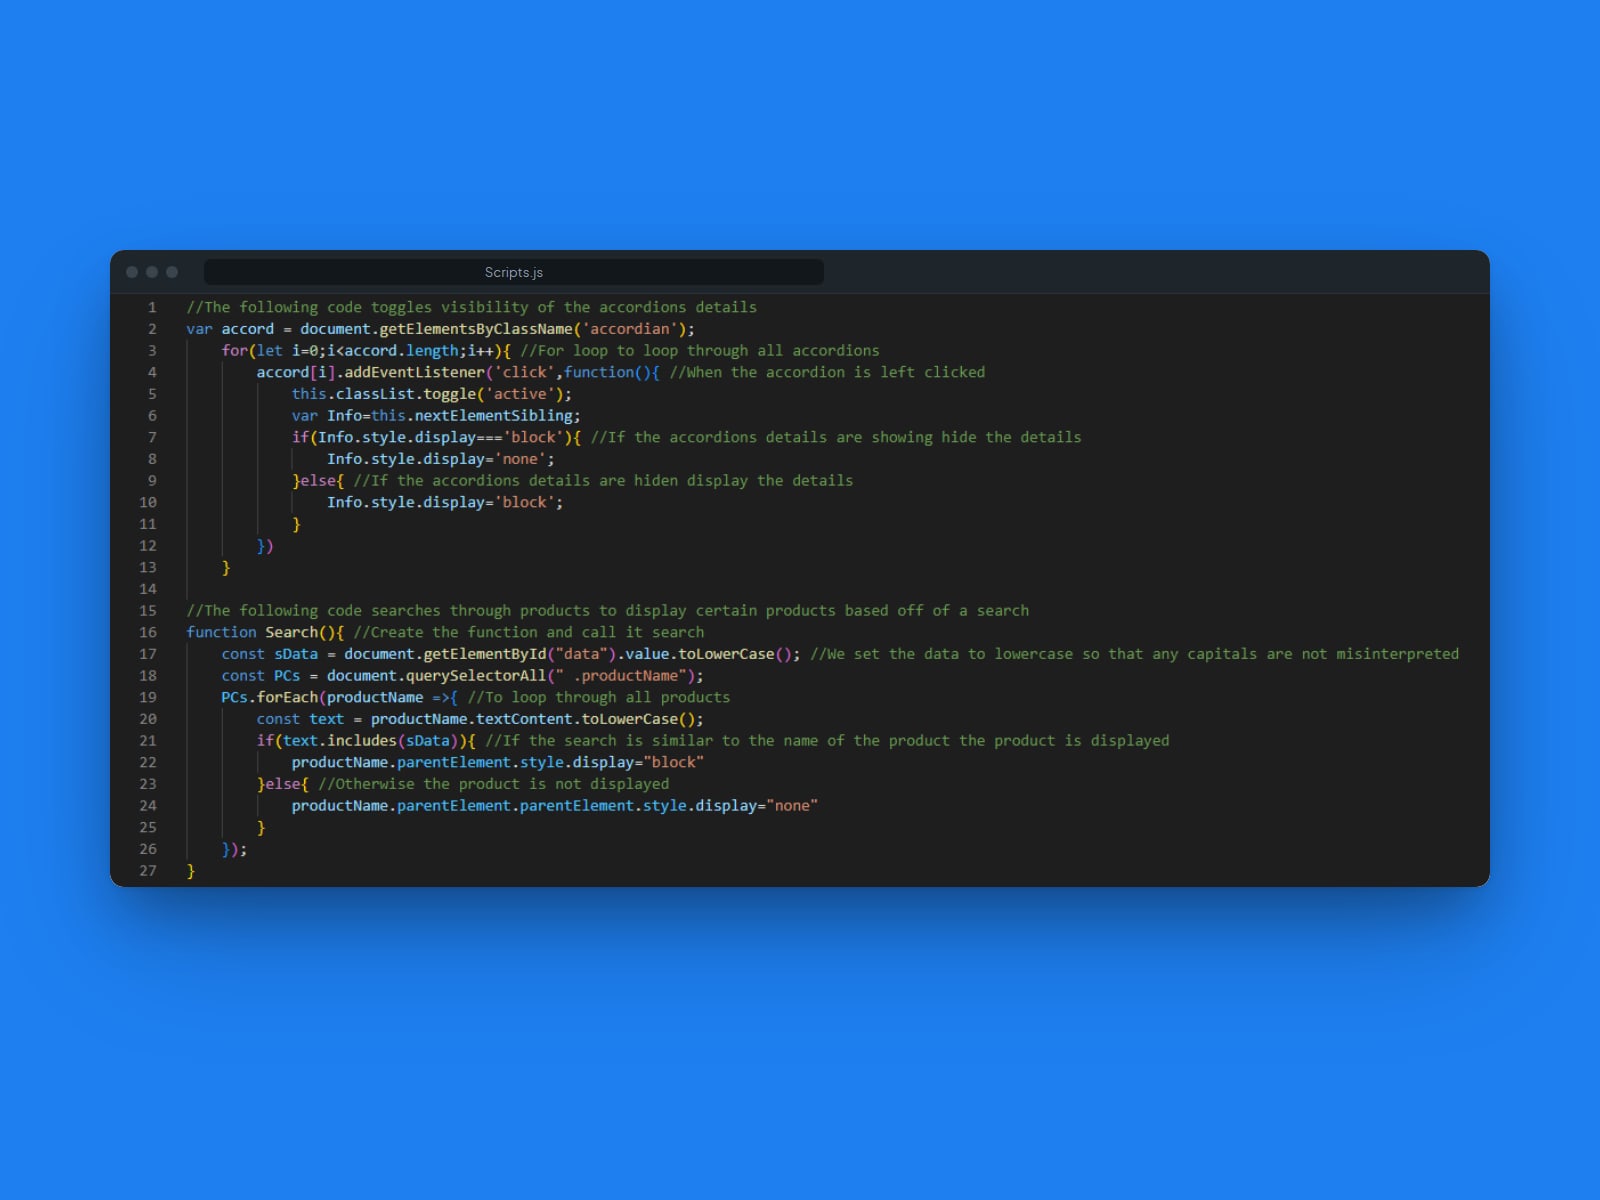 Scripts.js
1 //The following code toggles visibility of the accordions details
2 var accord = document.getElementsByClassName('accordian');
3 for(let i=0;i<accord.length;i++){ //For loop to loop through all accordions
4 accord[i].addEventListener('click',function(){ //When the accordion is left clicked
5 this.classList.toggle('active');
6 var Info=this.nextElementSibling;
7 if(Info.style.display==='block'){ //If the accordions details are showing hide the details
8 Info.style.display='none';
9 }else{ //If the accordions details are hiden display the details
10 Info.style.display='block';
11 }
12 })
13 }
14
15 //The following code searches through products to display certain products based off of a search
16 function Search(){ //Create the function and call it search
17 const sData = document.getElementById("data").value.toLowerCase(); //We set the data to lowercase so that any capitals are not misinterpreted
18 const PCs = document.querySelectorAll(" .productName");
19 PCs.forEach(productName =>{ //To loop through all products
20 const text = productName.textContent.toLowerCase();
21 if(text.includes(sData)){ //If the search is similar to the name of the product the product is displayed
22 productName.parentElement.style.display="block"
23 }else{ //Otherwise the product is not displayed
24 productName.parentElement.parentElement.style.display="none"
25 }
26 });
27 }